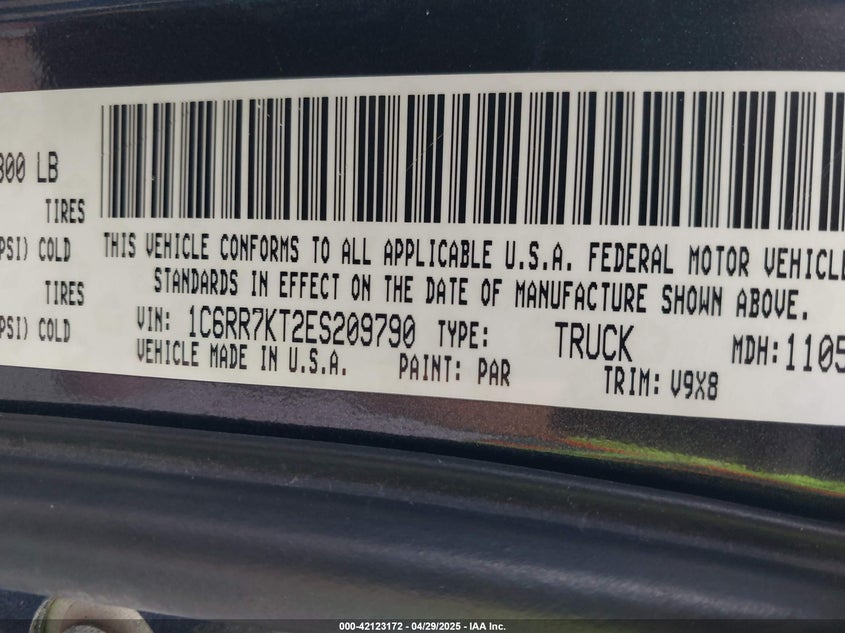 800 LB
TIRES
PSI) COLD
TIRES
PSI) COLD
THIS VEHICLE CONFORMS TO ALL APPLICABLE U.S.A. FEDERAL MOTOR VEHICLE
STANDARDS IN EFFECT ON THE DATE OF MANUFACTURE SHOWN ABOVE.
VIN: 1C6RR7KT2ES209790 TYPE: TRUCK MDH: 1105
VEHICLE MADE IN U.S.A. PAINT: PAR TRIM: V9X8
000-42123172 | 04/29/2025 - IAA Inc.